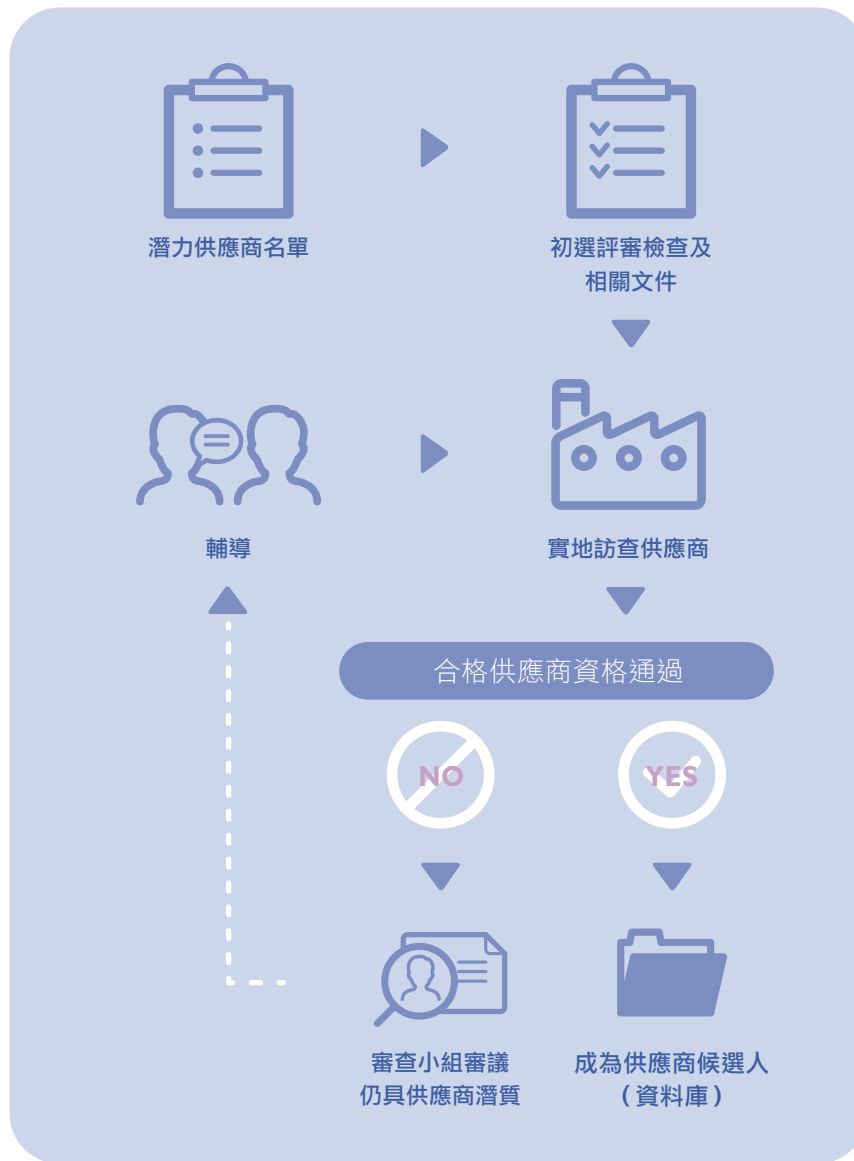 潛力供應商名單
初選評審檢查及
相關文件
輔導
實地訪查供應商
合格供應商資格通過
NO
YES
審查小組審議
仍具供應商潛質
成為供應商候選人
（資料庫）